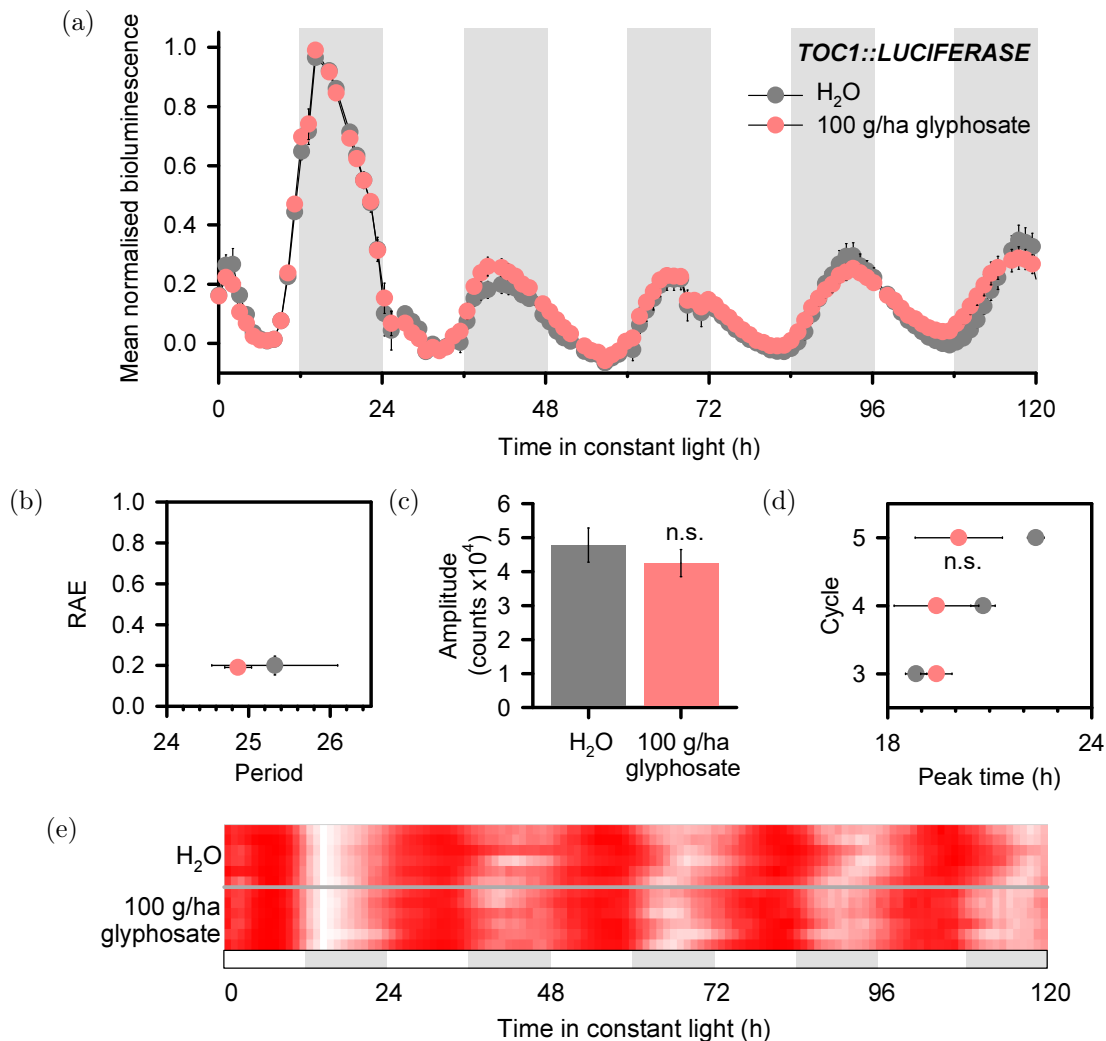 (a)
TOC1::LUCIFERASE
H₂O
100 g/ha glyphosate
Mean normalised bioluminescence
1.0
0.8
0.6
0.4
0.2
0.0
0 24 48 72 96 120
Time in constant light (h)
(b)
RAE
1.0
0.8
0.6
0.4
0.2
0.0
24 25 26
Period
(c)
Amplitude
(counts x10⁴)
6
5
4
3
2
1
0
n.s.
H₂O 100 g/ha
glyphosate
(d)
Cycle
5
4
3
n.s.
18 24
Peak time (h)
(e)
H₂O
100 g/ha
glyphosate
0 24 48 72 96 120
Time in constant light (h)